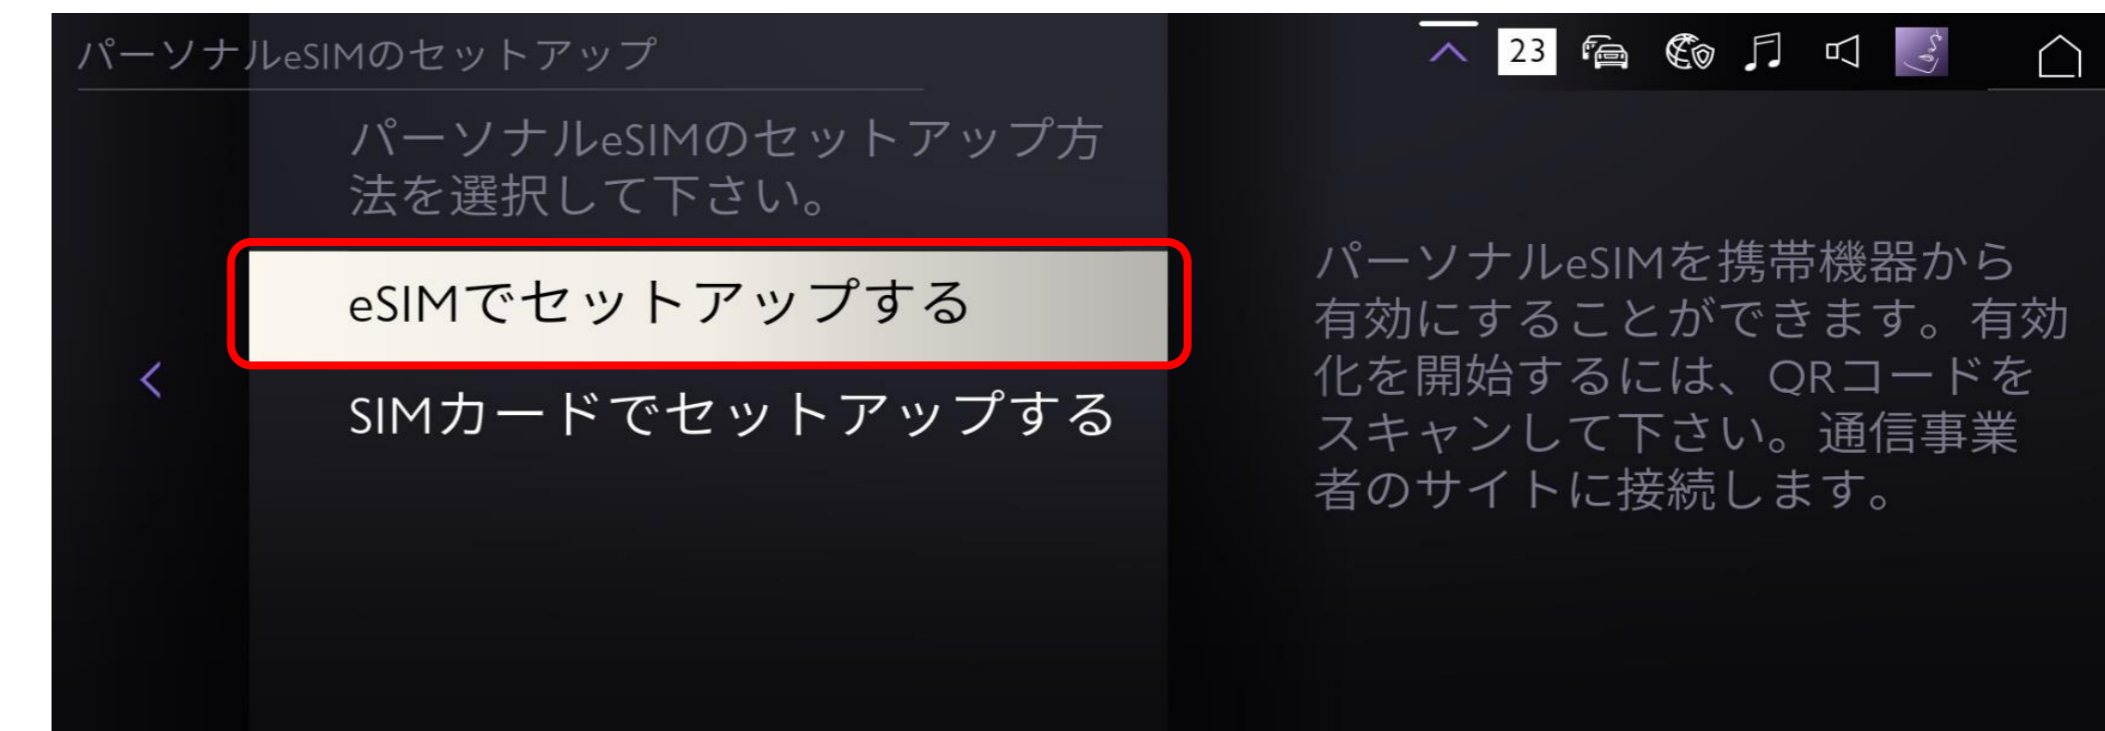 パーソナルeSIMのセットアップ
23
パーソナルeSIMのセットアップ方
法を選択して下さい。
eSIMでセットアップする
SIMカードでセットアップする
パーソナルeSIMを携帯機器から
有効にすることができます。有効
化を開始するには、QRコードを
スキャンして下さい。通信事業
者のサイトに接続します。